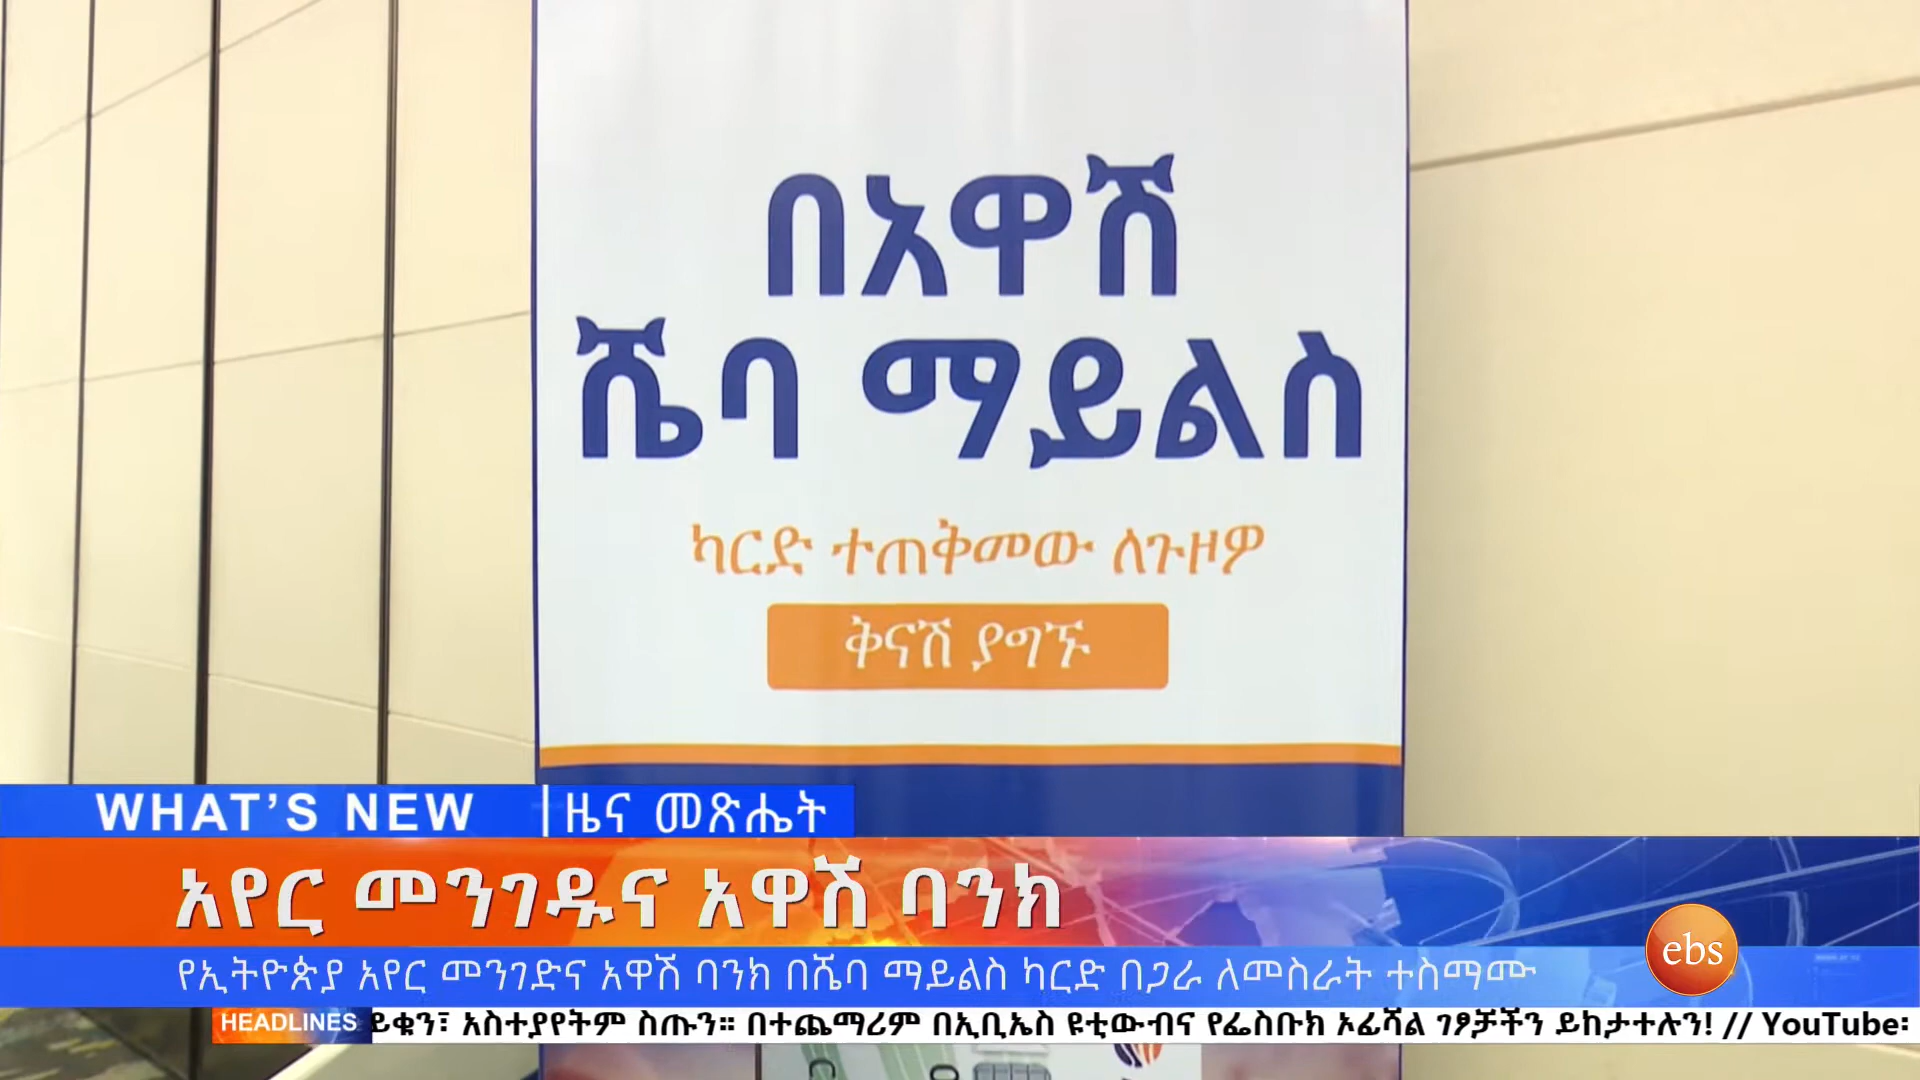 በአዋሽ
ሼባ ማይልስ
ካርድ ተጠቅመው ለጉዞዎ
ቅናሽ ያግኙ
WHAT'S NEW |ዜና መጽሔት
አየር መንገዱና አዋሽ ባንክ
ebs
የኢትዮጵያ አየር መንገድና አዋሽ ባንክ በሼባ ማይልስ ካርድ በጋራ ለመስራት ተስማሙ
HEADLINES ይቁን፣ አስተያየትም ስጡን። በተጨማሪም በኢቢኤስ ዩቲውብና የፌስቡክ ኦፊሻል ገፆቻችን ይከታተሉን! // YouTube፡